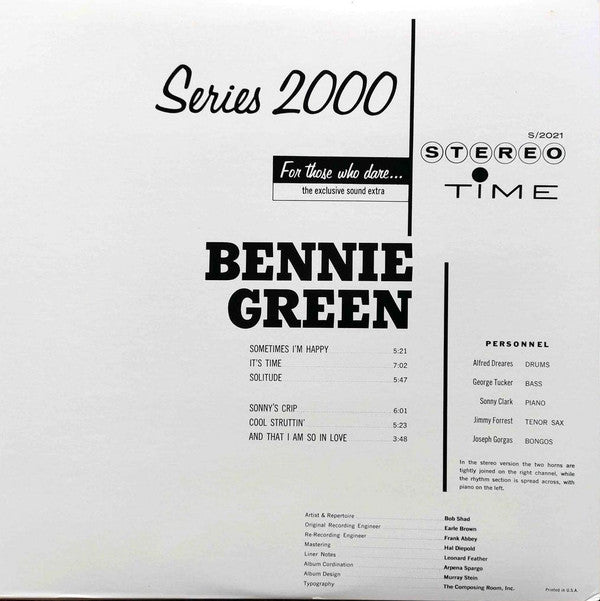 Series 2000
S/2021
STEREO
TIME
For those who dare...
the exclusive sound extra
BENNIE
GREEN
SOMETIMES I'M HAPPY 5:21
IT'S TIME 7:02
SOLITUDE 5:47
SONNY'S CRIP 6:01
COOL STRUTTIN' 5:23
AND THAT I AM SO IN LOVE 3:48
PERSONNEL
Alfred Dreares DRUMS
George Tucker BASS
Sonny Clark PIANO
Jimmy Forrest TENOR SAX
Joseph Gorgas BONGOS
In the stereo version the two horns are
tightly joined on the right channel, while
the rhythm section is spread across, with
piano on the left.
Artist & Repertoire Bob Shad
Original Recording Engineer Earle Brown
Re-Recording Engineer Frank Abbey
Mastering Hal Diepold
Liner Notes Leonard Feather
Album Cordination Arpena Spargo
Album Design Murray Stein
Typography The Composing Room, Inc.
Printed in U.S.A.